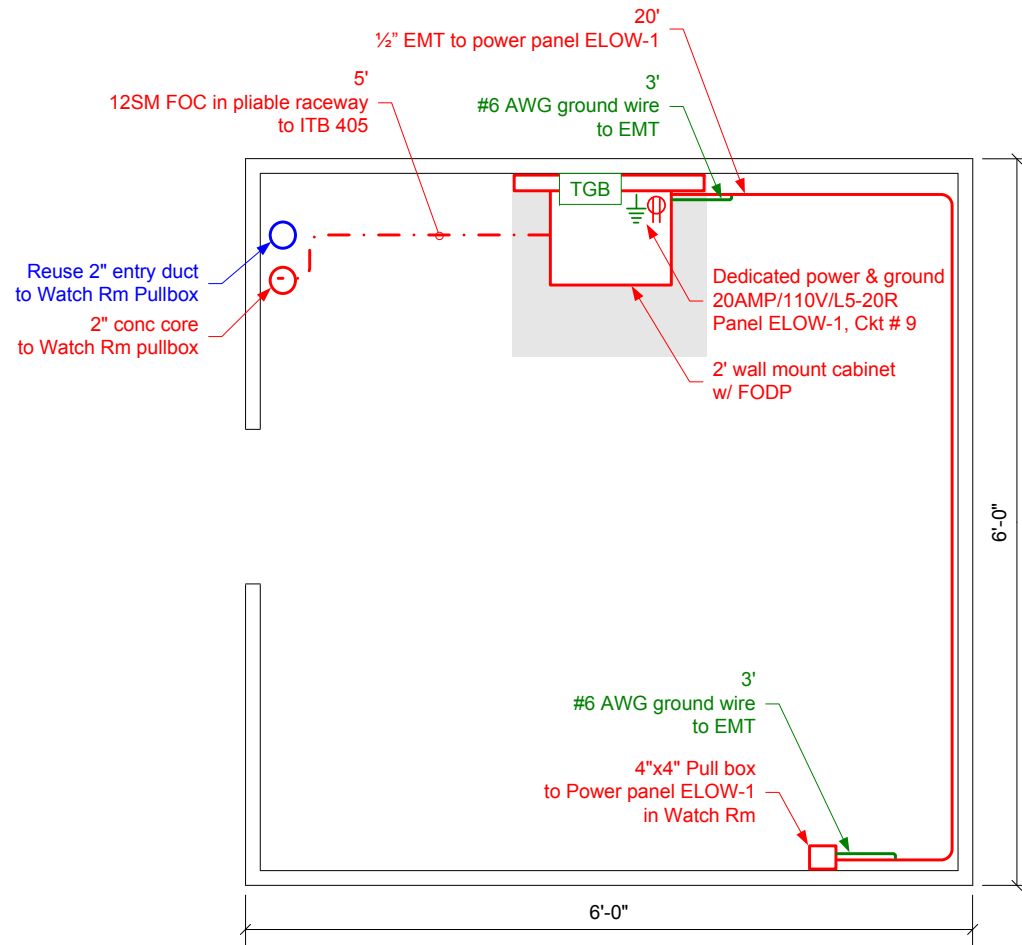 20'
½” EMT to power panel ELOW-1
5'
12SM FOC in pliable raceway
to ITB 405
3'
#6 AWG ground wire
to EMT
TGB
Reuse 2" entry duct
to Watch Rm Pullbox
2" conc core
to Watch Rm pullbox
Dedicated power & ground
20AMP/110V/L5-20R
Panel ELOW-1, Ckt # 9
2' wall mount cabinet
w/ FODP
6'-0"
3'
#6 AWG ground wire
to EMT
4"x4" Pull box
to Power panel ELOW-1
in Watch Rm
6'-0"